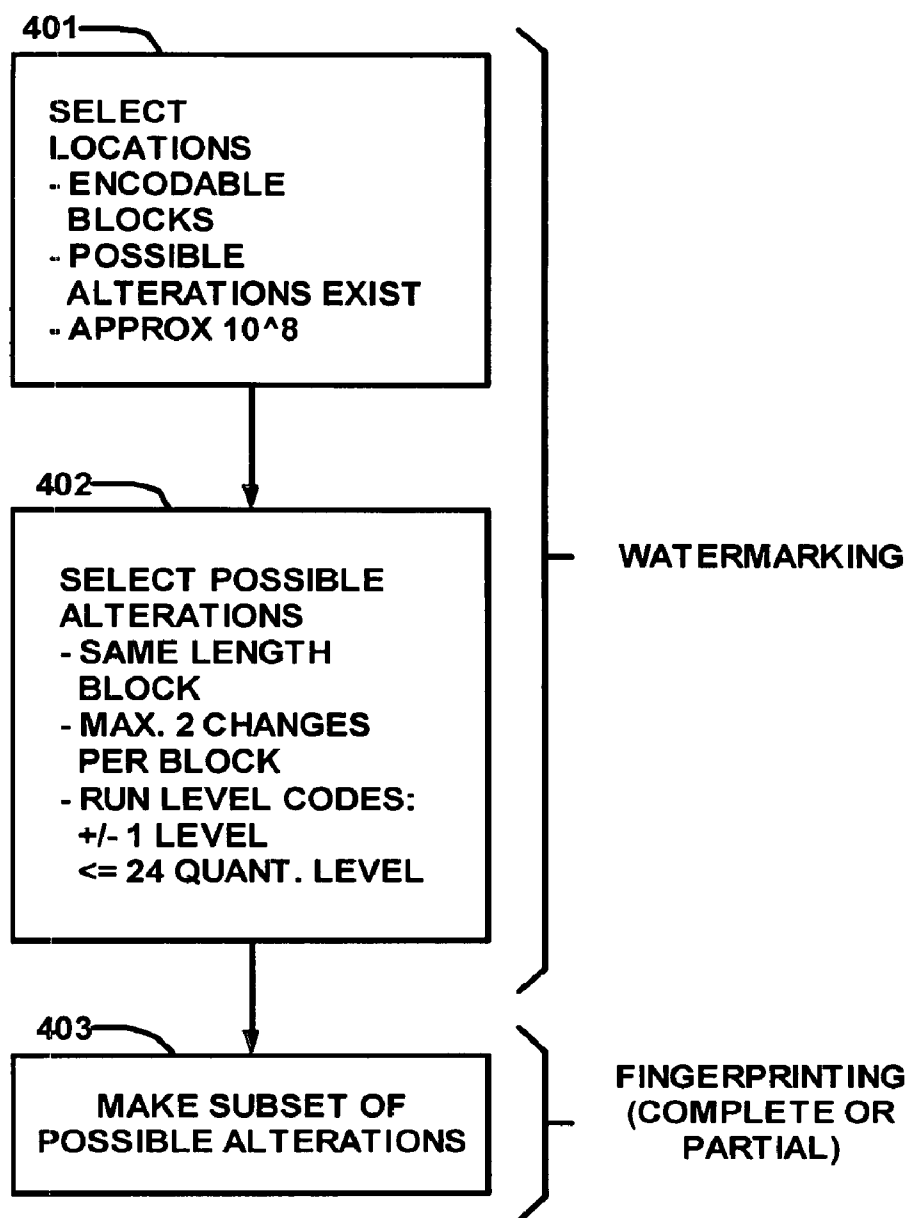 401
SELECT
LOCATIONS
- ENCODABLE
BLOCKS
- POSSIBLE
ALTERATIONS EXIST
- APPROX 10^8
402
SELECT POSSIBLE
ALTERATIONS
- SAME LENGTH
BLOCK
- MAX. 2 CHANGES
PER BLOCK
- RUN LEVEL CODES:
+/- 1 LEVEL
<= 24 QUANT. LEVEL
WATERMARKING
403
MAKE SUBSET OF
POSSIBLE ALTERATIONS
FINGERPRINTING
(COMPLETE OR
PARTIAL)